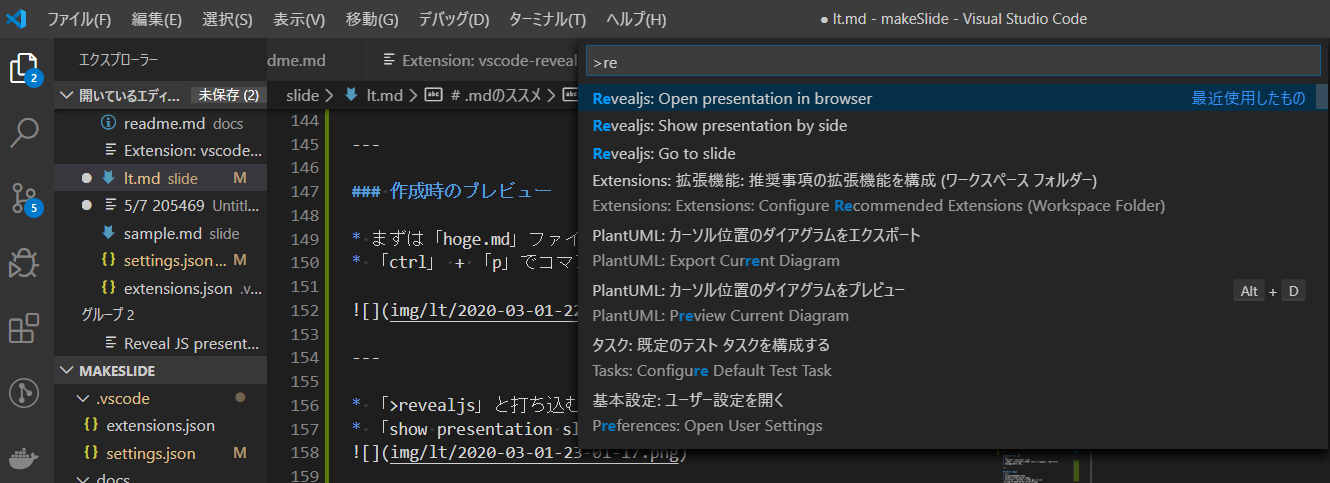 ファイル(F) 編集(E) 選択(S) 表示(V) 移動(G) デバッグ(D) ターミナル(T) ヘルプ(H) ● lt.md - makeSlide - Visual Studio Code
エクスプローラー
dme.md Extension: vscode-reveal
2
開いているエディ... 未保存 (2)
readme.md docs
Extension: vscode...
● lt.md slide M
● 5/7 205469 Untitl...
sample.md slide
settings.json ... M
extensions.json .v...
グループ 2
Reveal JS present...
MAKESLIDE
.vscode
extensions.json
settings.json M
docs
5
slide > lt.md > # .mdのススメ >
144
145 ---
146
147 ### 作成時のプレビュー
148
149 * まずは「hoge.md」ファイ
150 * 「ctrl」 + 「p」でコマ
151
152 ![](img/lt/2020-03-01-22
153
154 ---
155
156 * 「>revealjs」と打ち込む
157 * 「show presentation sl
158 ![](img/lt/2020-03-01-23-01-17.png)
159
>re
Revealjs: Open presentation in browser 最近使用したもの
Revealjs: Show presentation by side
Revealjs: Go to slide
Extensions: 拡張機能: 推奨事項の拡張機能を構成 (ワークスペース フォルダー)
Extensions: Extensions: Configure Recommended Extensions (Workspace Folder)
PlantUML: カーソル位置のダイアグラムをエクスポート
PlantUML: Export Current Diagram
PlantUML: カーソル位置のダイアグラムをプレビュー Alt + D
PlantUML: Preview Current Diagram
タスク: 既定のテスト タスクを構成する
Tasks: Configure Default Test Task
基本設定: ユーザー設定を開く
Preferences: Open User Settings